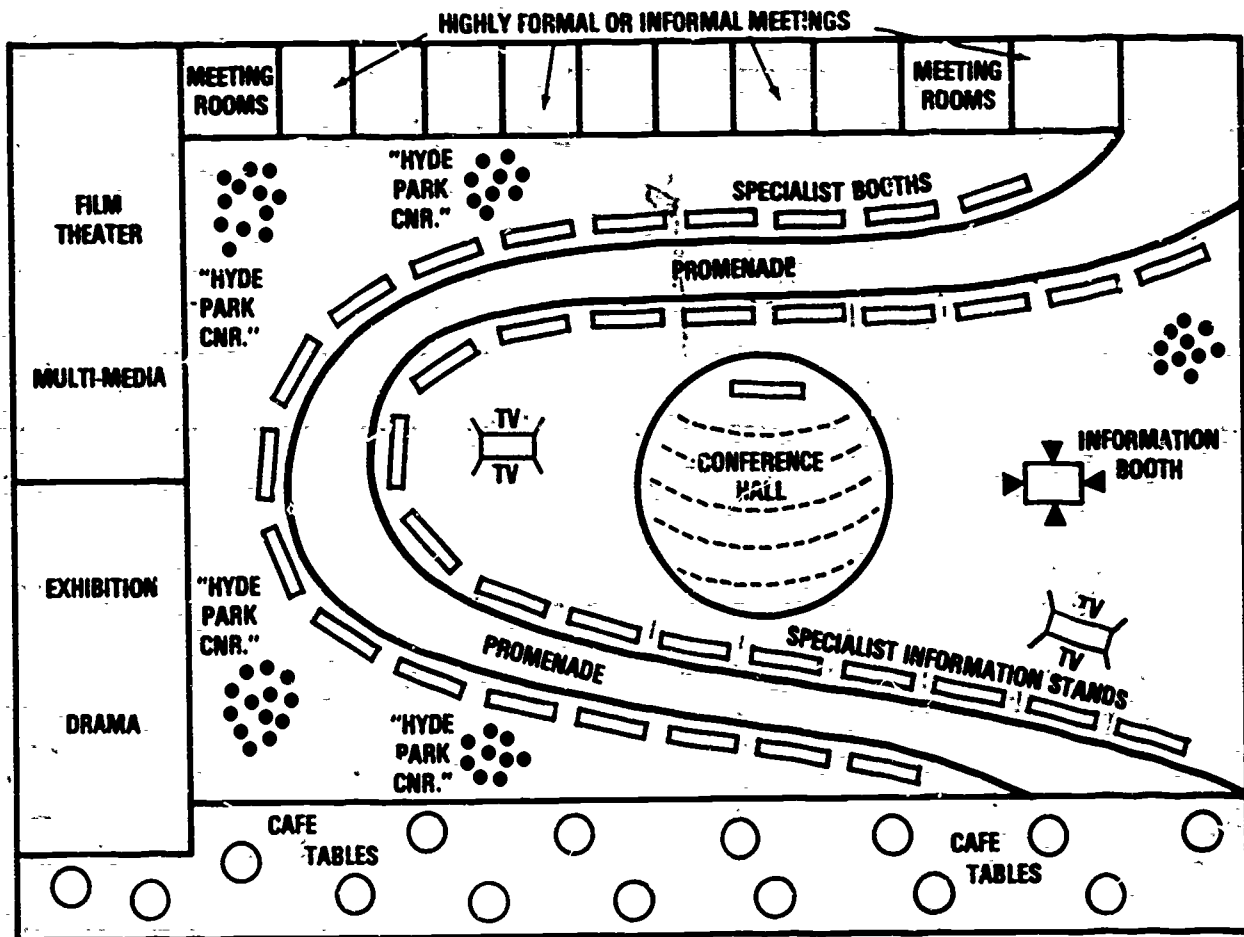 HIGHLY FORMAL OR INFORMAL MEETINGS
MEETING
ROOMS
MEETING
ROOMS
"HYDE
PARK
CNR."
SPECIALIST BOOTHS
FILM
THEATER
PROMENADE
"HYDE
PARK
CNR."
MULTI-MEDIA
TV
TV
CONFERENCE
HALL
INFORMATION
BOOTH
EXHIBITION
"HYDE
PARK
CNR."
TV
TV
SPECIALIST INFORMATION STANDS
PROMENADE
DRAMA
"HYDE
PARK
CNR."
CAFE
TABLES
CAFE
TABLES